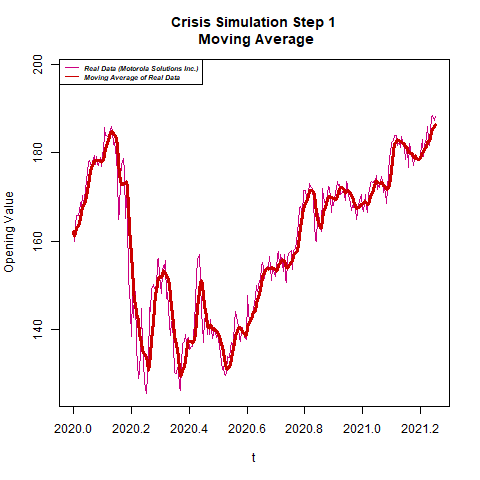 Crisis Simulation Step 1
Moving Average
Real Data (Motorola Solutions Inc.)
Moving Average of Real Data
Opening Value
200
180
160
140
2020.0 2020.2 2020.4 2020.6 2020.8 2021.0 2021.2
t